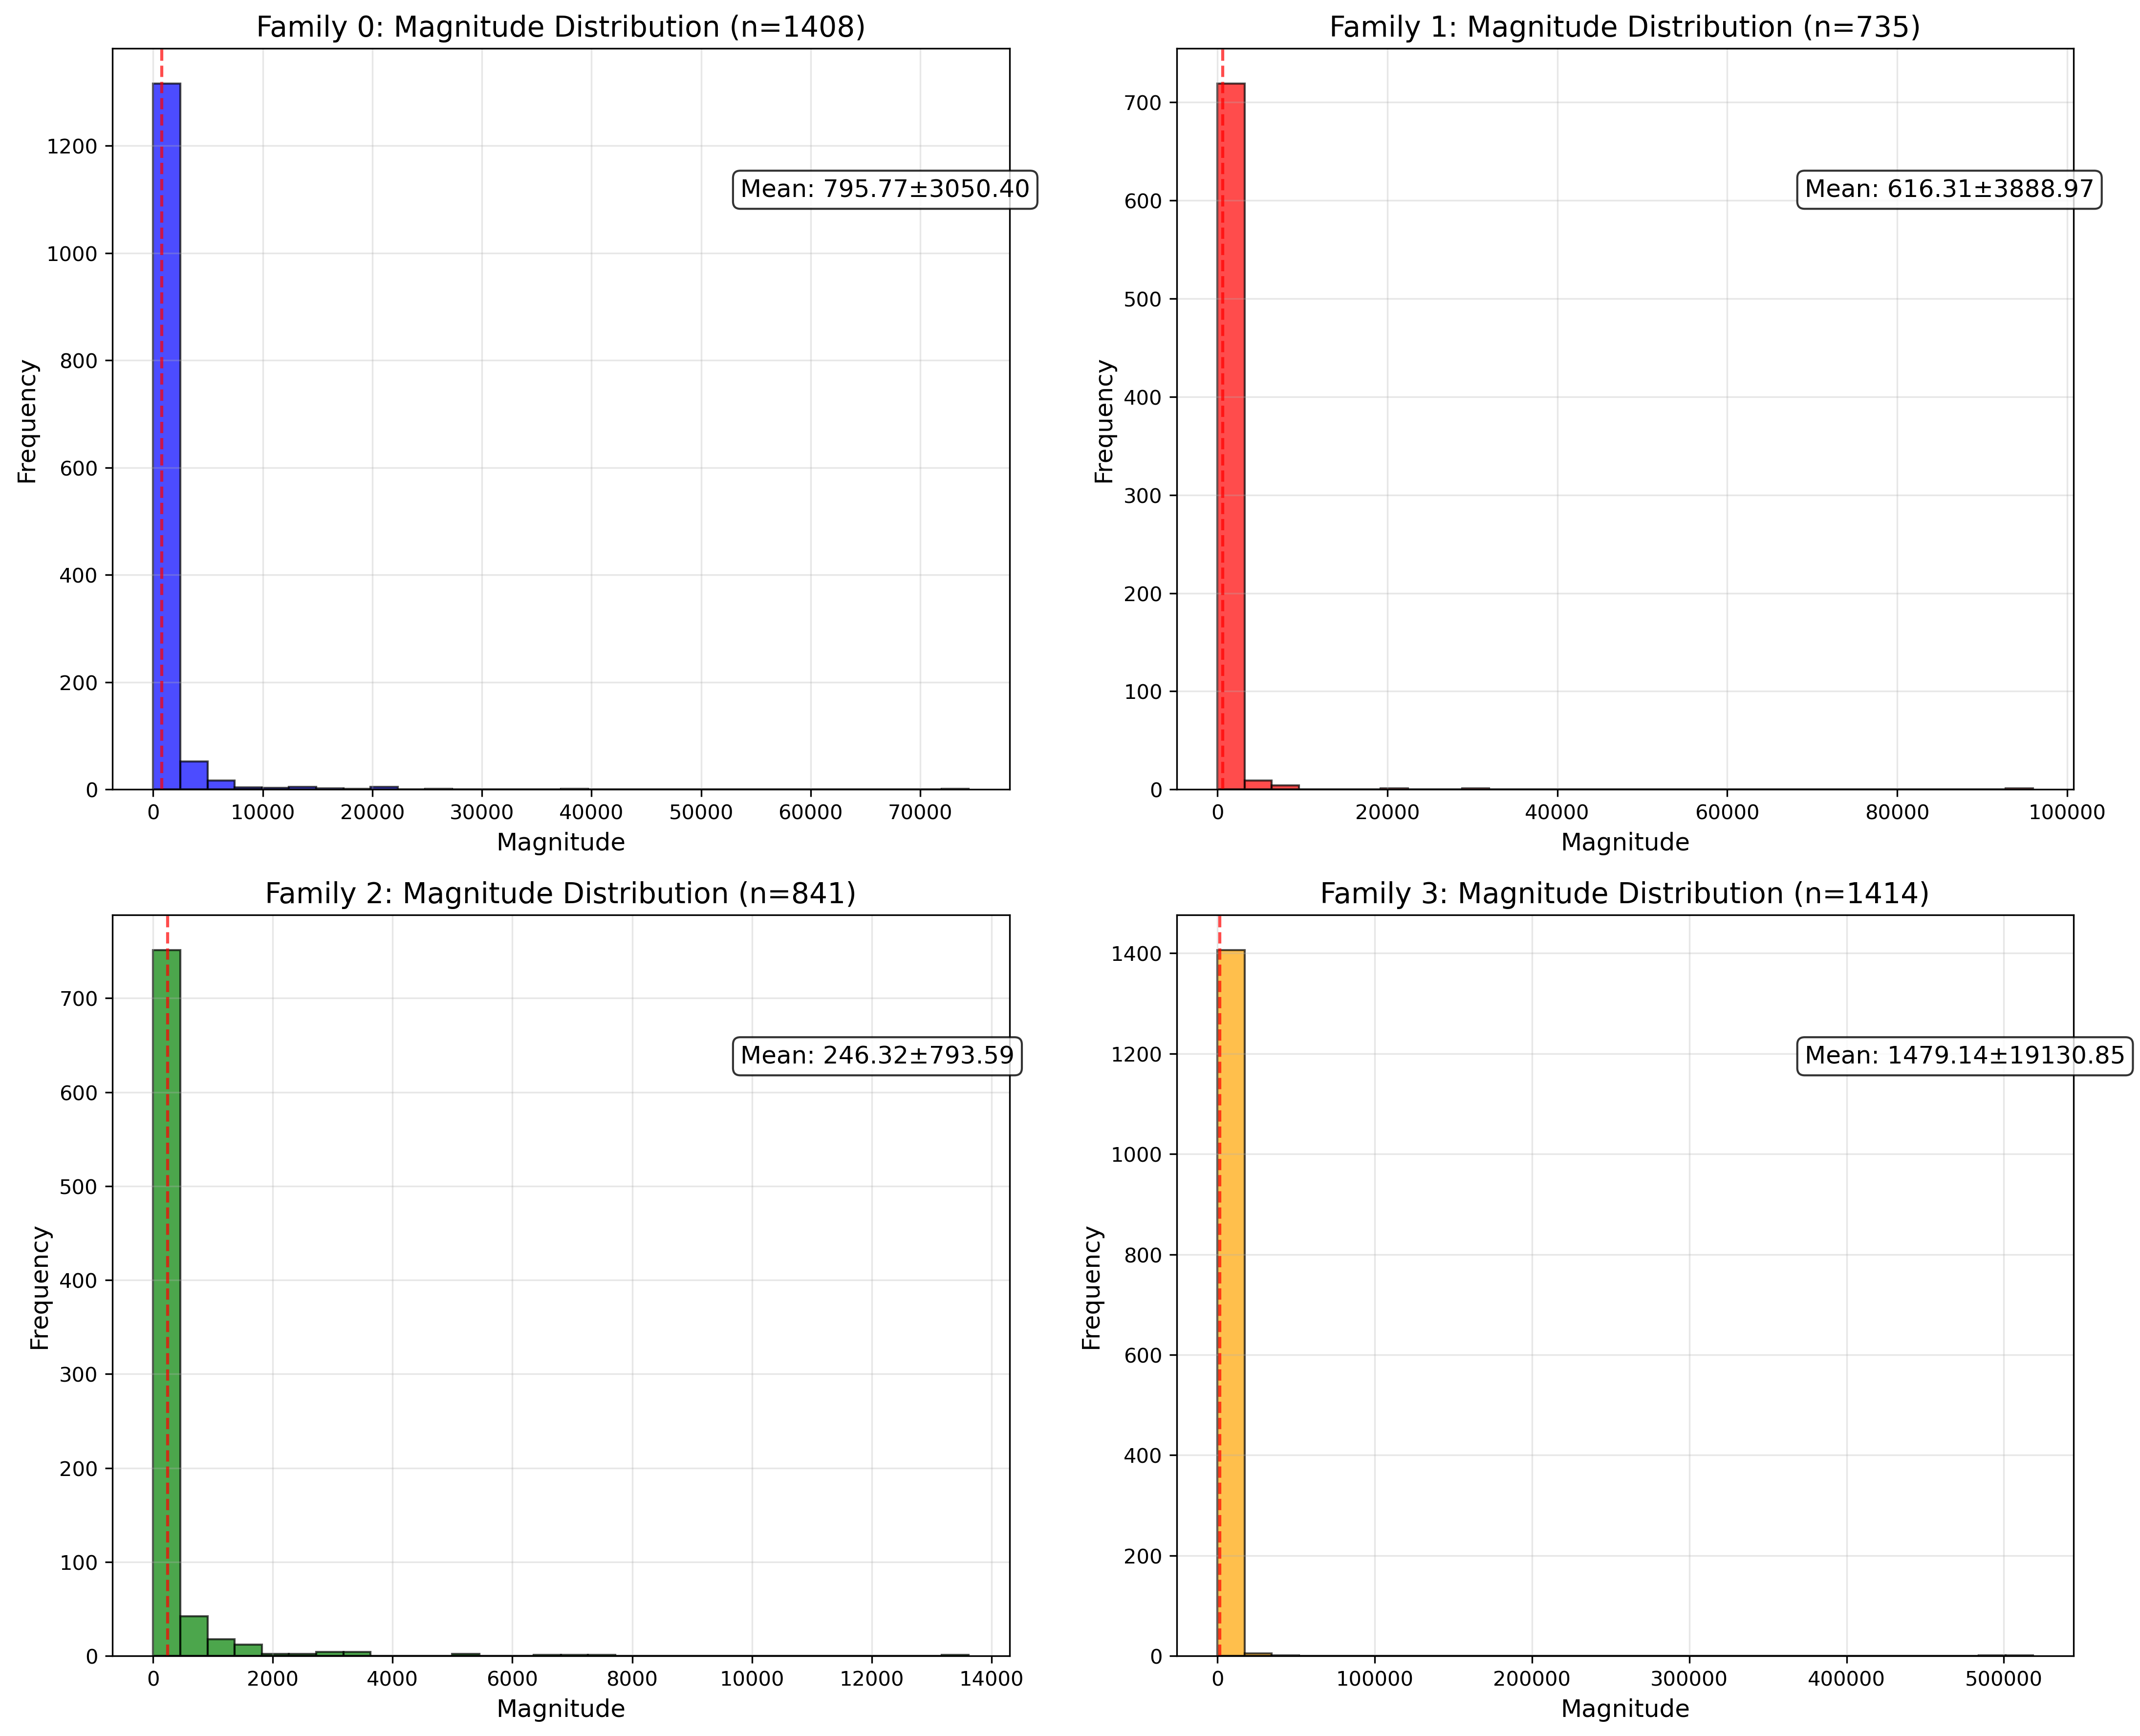 Family 0: Magnitude Distribution (n=1408)
Frequency
1200
1000
800
600
400
200
0
Mean: 795.77±3050.40
0 10000 20000 30000 40000 50000 60000 70000
Magnitude
Family 1: Magnitude Distribution (n=735)
Frequency
700
600
500
400
300
200
100
0
Mean: 616.31±3888.97
0 20000 40000 60000 80000 100000
Magnitude
Family 2: Magnitude Distribution (n=841)
Frequency
700
600
500
400
300
200
100
0
Mean: 246.32±793.59
0 2000 4000 6000 8000 10000 12000 14000
Magnitude
Family 3: Magnitude Distribution (n=1414)
Frequency
1400
1200
1000
800
600
400
200
0
Mean: 1479.14±19130.85
0 100000 200000 300000 400000 500000
Magnitude